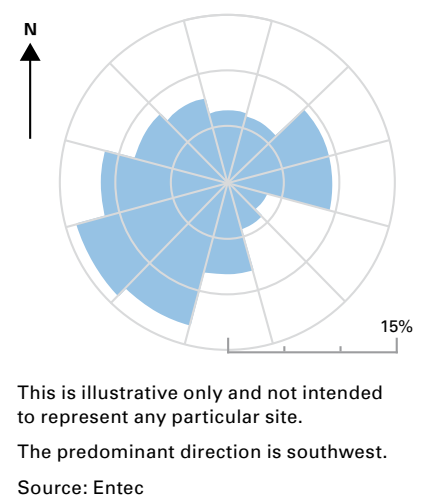 N
15%
This is illustrative only and not intended
to represent any particular site.
The predominant direction is southwest.
Source: Entec